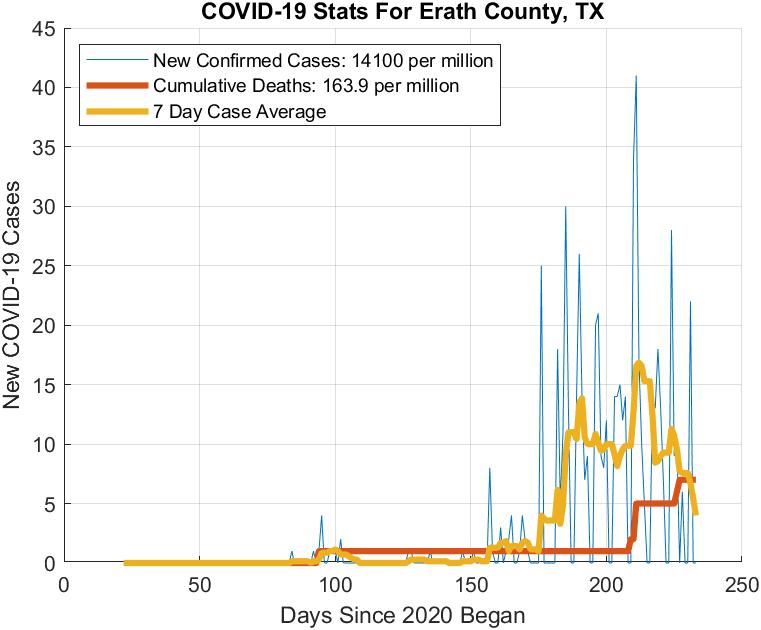 COVID-19 Stats For Erath County, TX
New Confirmed Cases: 14100 per million
Cumulative Deaths: 163.9 per million
7 Day Case Average
New COVID-19 Cases
45
40
35
30
25
20
15
10
5
0
0 50 100 150 200 250
Days Since 2020 Began